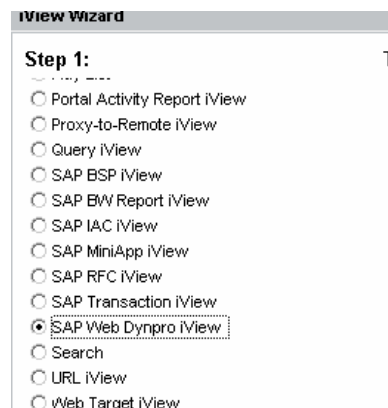 iView Wizard
Step 1:
Portal Activity Report iView
Proxy-to-Remote iView
Query iView
SAP BSP iView
SAP BW Report iView
SAP IAC iView
SAP MiniApp iView
SAP RFC iView
SAP Transaction iView
SAP Web Dynpro iView
Search
URL iView
Web Target iView